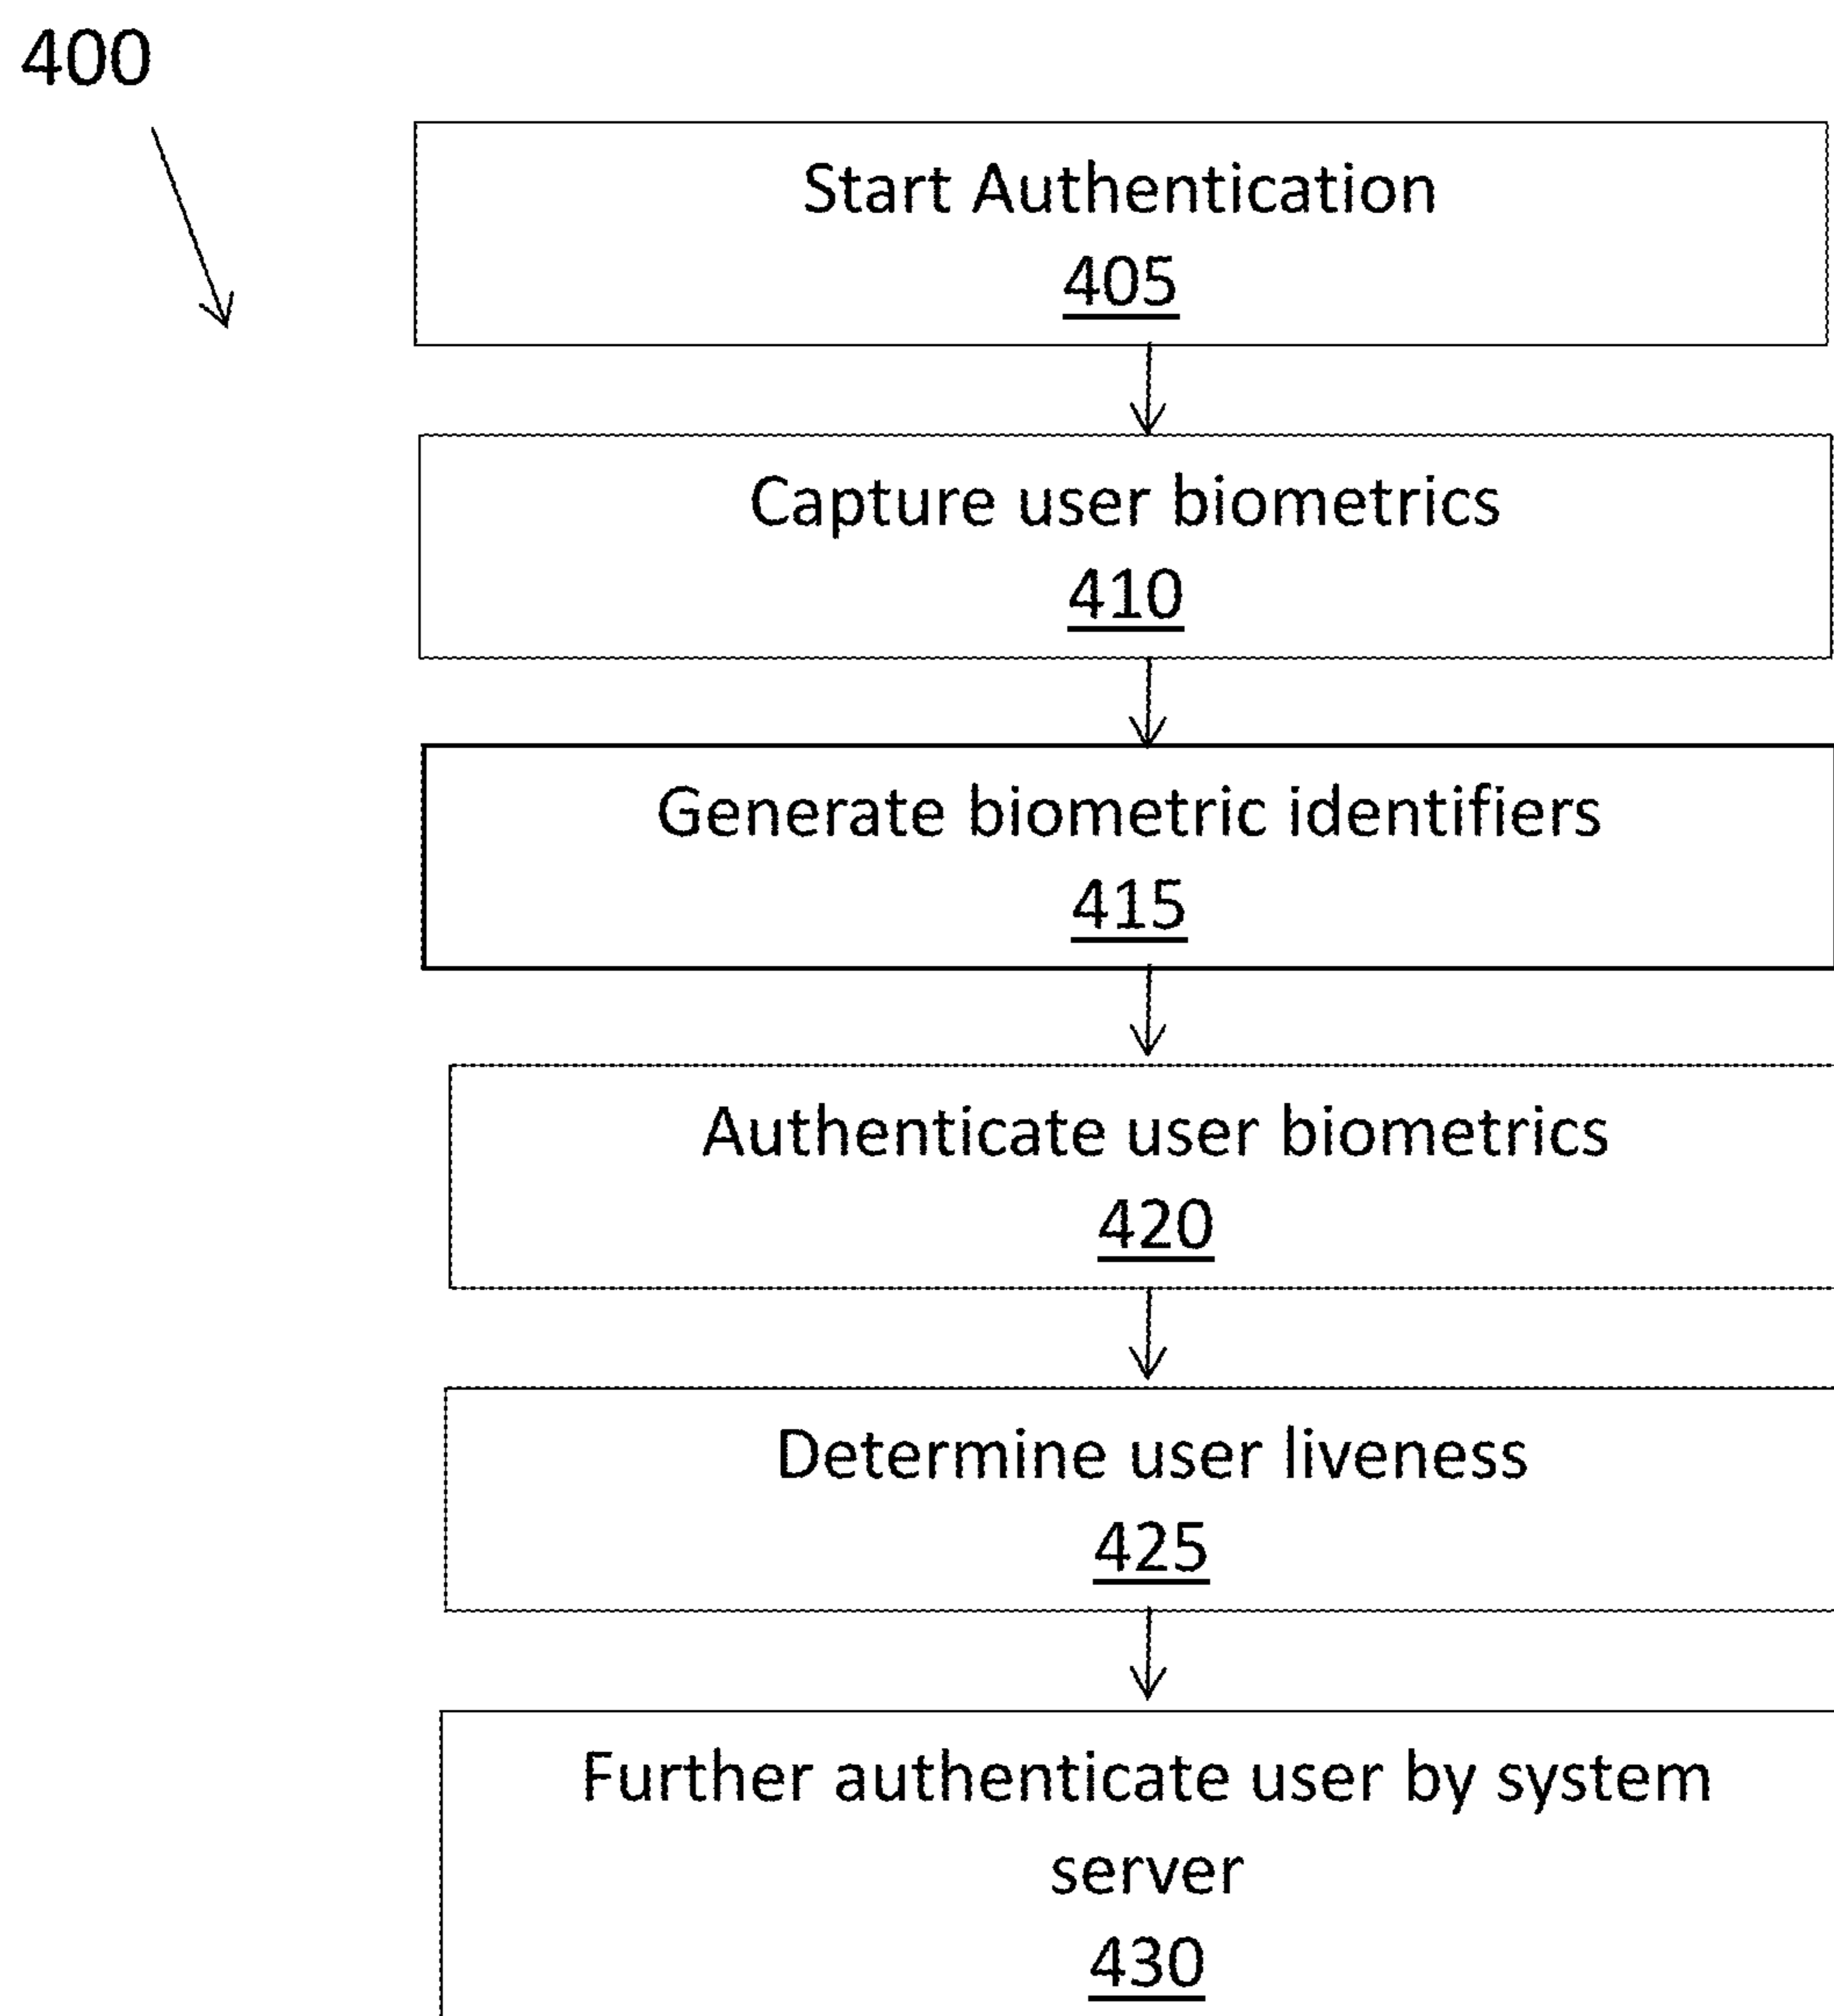 400
Start Authentication
405
Capture user biometrics
410
Generate biometric identifiers
415
Authenticate user biometrics
420
Determine user liveness
425
Further authenticate user by system
server
430